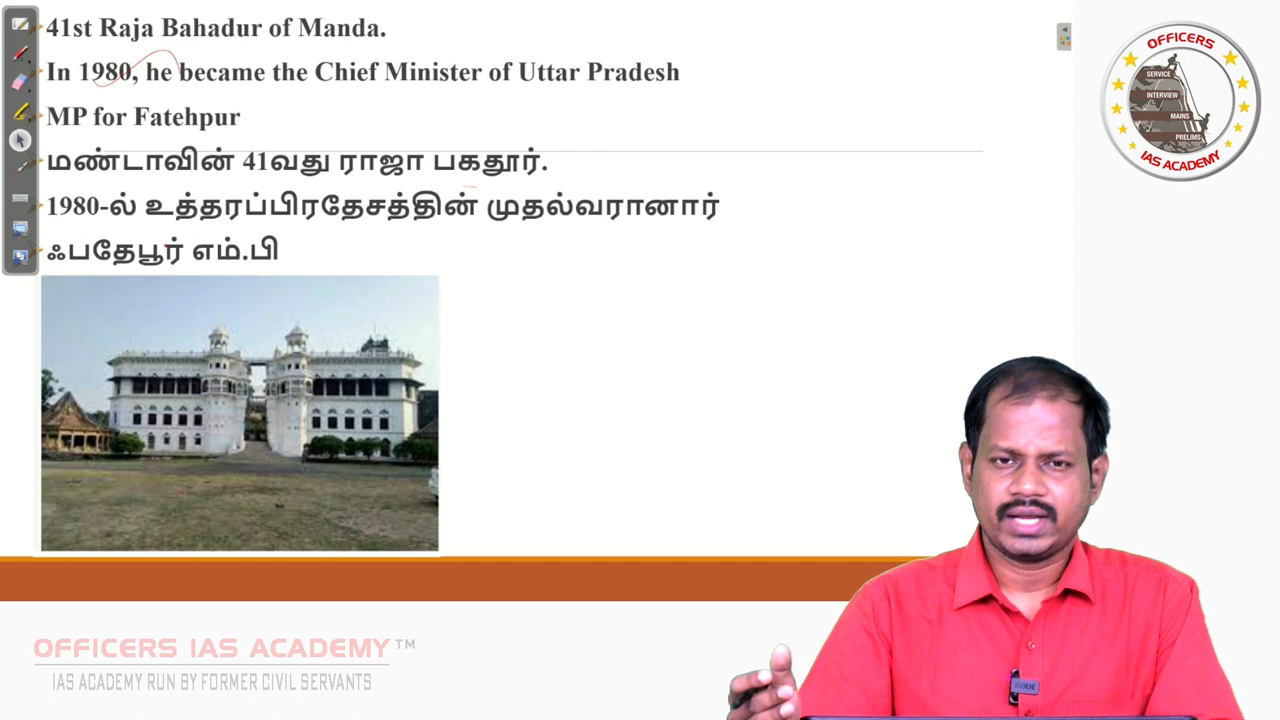 41st Raja Bahadur of Manda.
In 1980, he became the Chief Minister of Uttar Pradesh
MP for Fatehpur
மண்டாவின் 41வது ராஜா பகதூர்.
1980-ல் உத்தரப்பிரதேசத்தின் முதல்வரானார்
ஃபதேபூர் எம்.பி
OFFICERS
SERVICE
INTERVIEW
MAINS
PRELIMS
IAS ACADEMY
OFFICERS IAS ACADEMY™
IAS ACADEMY RUN BY FORMER CIVIL SERVANTS
RODE